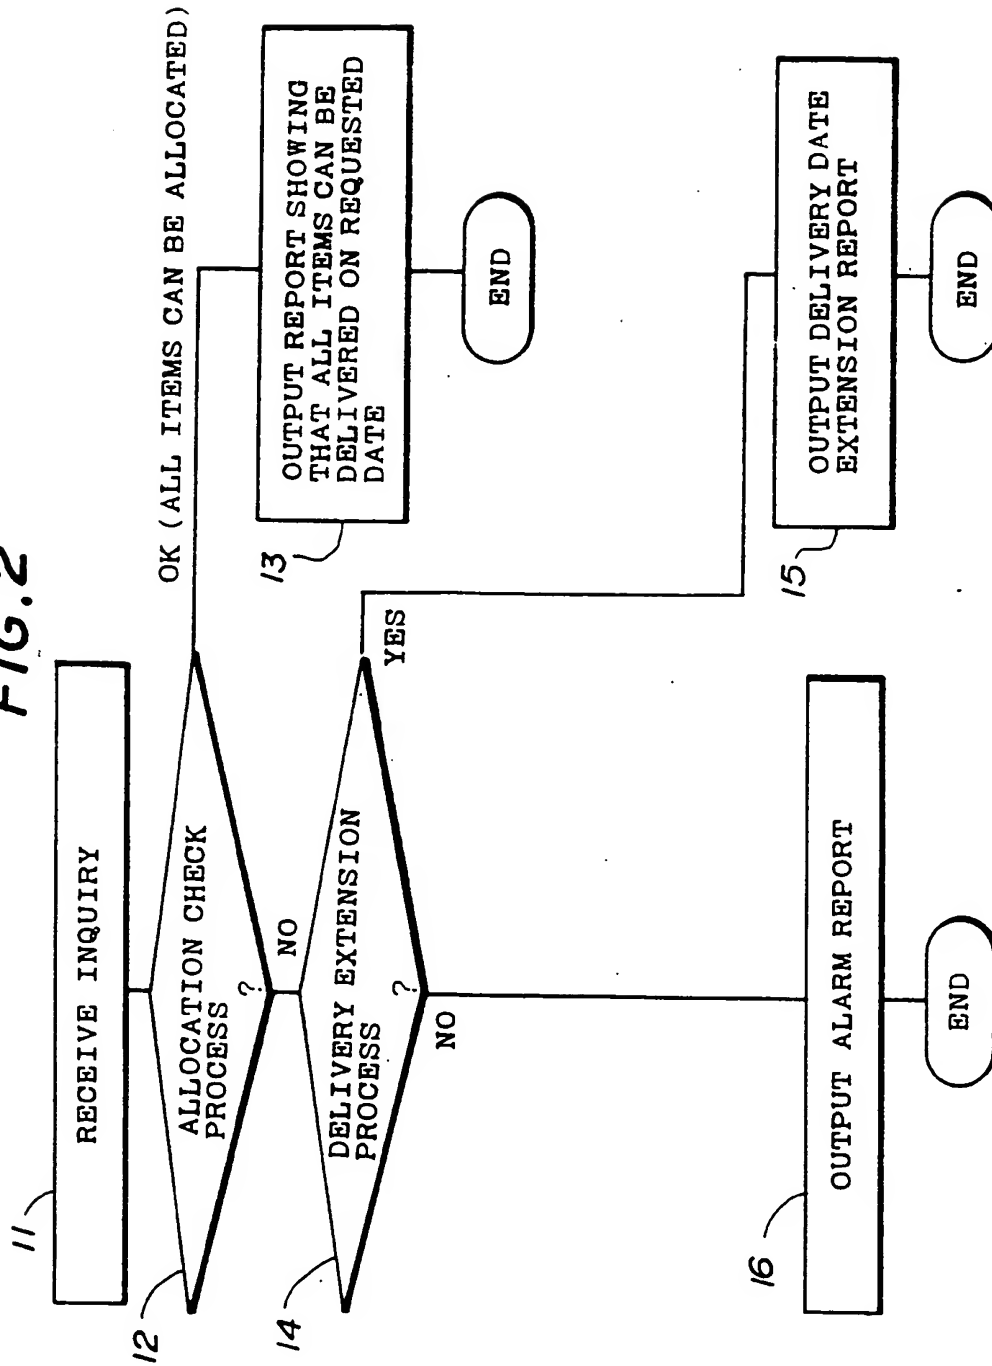 FIG.2
11
RECEIVE INQUIRY
12
ALLOCATION CHECK
PROCESS
?
OK (ALL ITEMS CAN BE ALLOCATED)
13
OUTPUT REPORT SHOWING
THAT ALL ITEMS CAN BE
DELIVERED ON REQUESTED
DATE
END
NO
14
DELIVERY EXTENSION
PROCESS
?
YES
15
OUTPUT DELIVERY DATE
EXTENSION REPORT
END
NO
16
OUTPUT ALARM REPORT
END